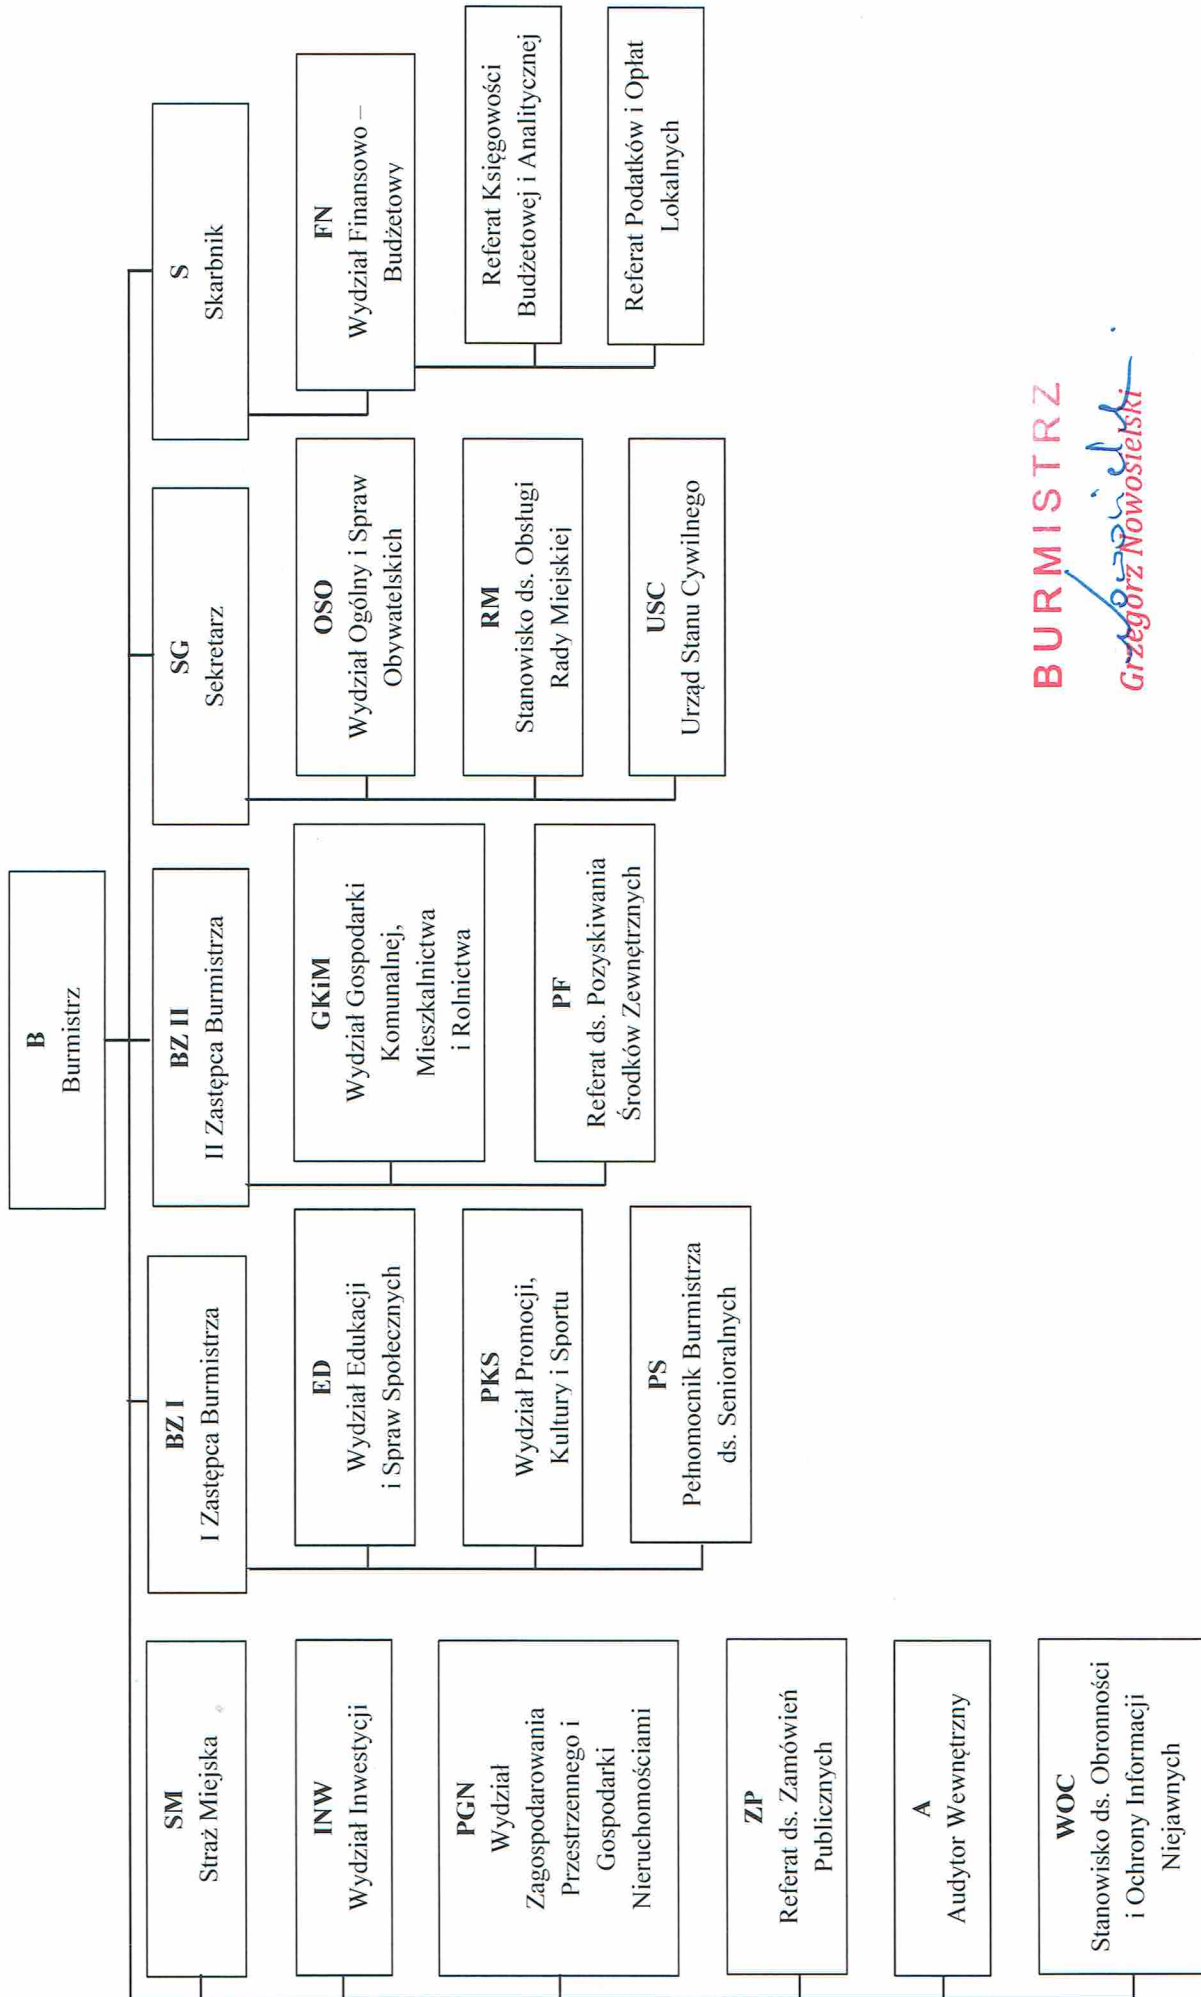 B
Burmistrz
SM
Straż Miejska
INW
Wydział Inwestycji
PGN
Wydział
Zagospodarowania
Przestrzennego i
Gospodarki
Nieruchomościami
ZP
Referat ds. Zamówień
Publicznych
A
Audytor Wewnętrzny
WOC
Stanowisko ds. Obronności
i Ochrony Informacji
Niejawnych
BZ I
I Zastępca Burmistrza
ED
Wydział Edukacji
i Spraw Społecznych
PKS
Wydział Promocji,
Kultury i Sportu
PS
Pełnomocnik Burmistrza
ds. Senioralnych
BZ II
II Zastępca Burmistrza
GKiM
Wydział Gospodarki
Komunalnej,
Mieszkalnictwa
i Rolnictwa
PF
Referat ds. Pozyskiwania
Środków Zewnętrznych
SG
Sekretarz
OSO
Wydział Ogólny i Spraw
Obywatelskich
RM
Stanowisko ds. Obsługi
Rady Miejskiej
USC
Urząd Stanu Cywilnego
S
Skarbnik
FN
Wydział Finansowo –
Budżetowy
Referat Księgowości
Budżetowej i Analitycznej
Referat Podatków i Opłat
Lokalnych
BURMISTRZ
Grzegorz Nowosielski